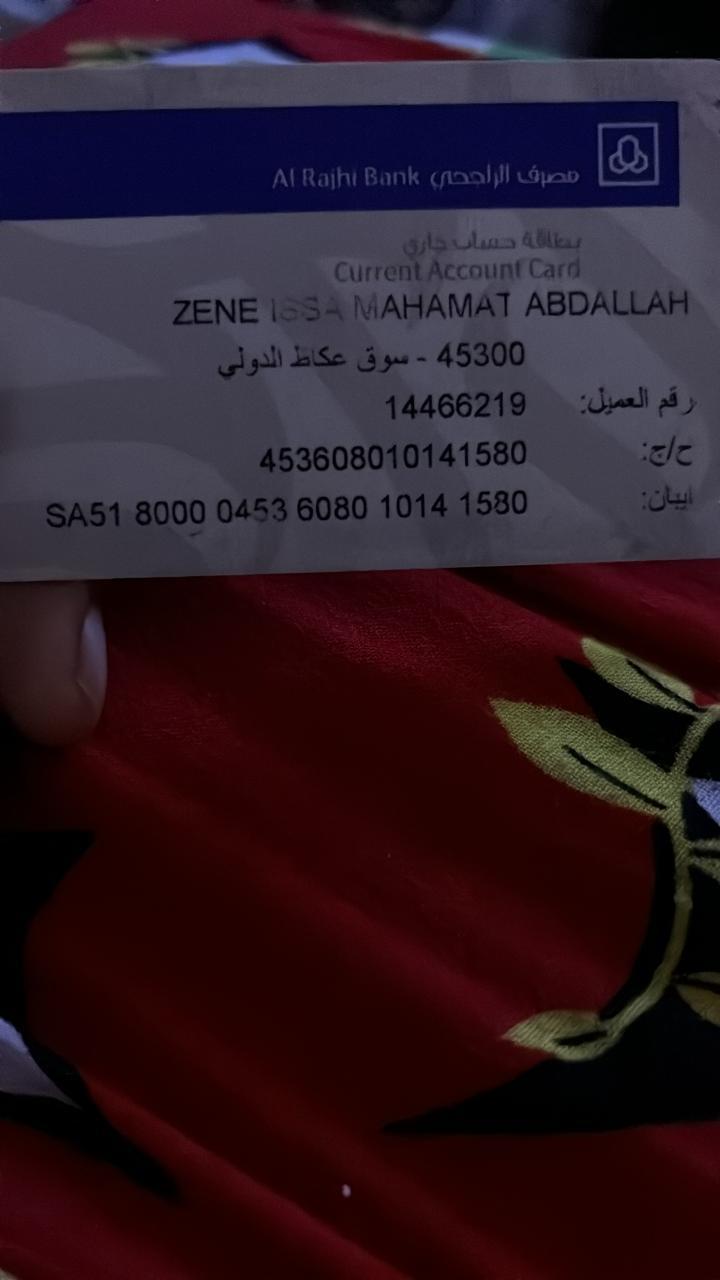 Al Rajhi Bank مصرف الراجحي
بطاقة حساب جاري
Current Account Card
ZENE ISSA MAHAMAT ABDALLAH
45300 - سوق عكاظ الدولي
رقم العميل: 14466219
ح/ج: 453608010141580
ايبان: SA51 8000 0453 6080 1014 1580